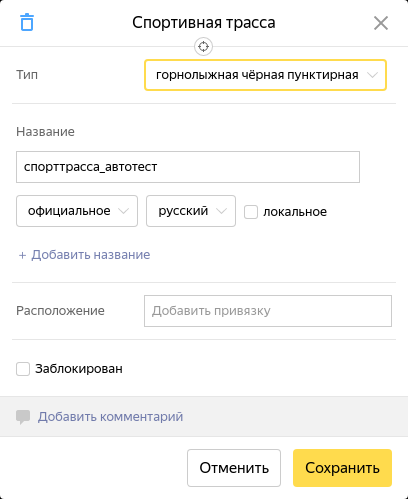 Спортивная трасса
Тип
горнолыжная чёрная пунктирная
Название
спорттрасса_автотест
официальное русский локальное
+ Добавить название
Расположение Добавить привязку
Заблокирован
Добавить комментарий
Отменить Сохранить